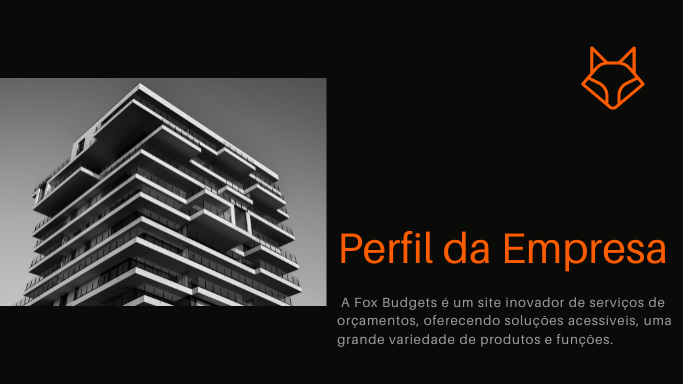 Perfil da Empresa
A Fox Budgets é um site inovador de serviços de
orçamentos, oferecendo soluções acessíveis, uma
grande variedade de produtos e funções.